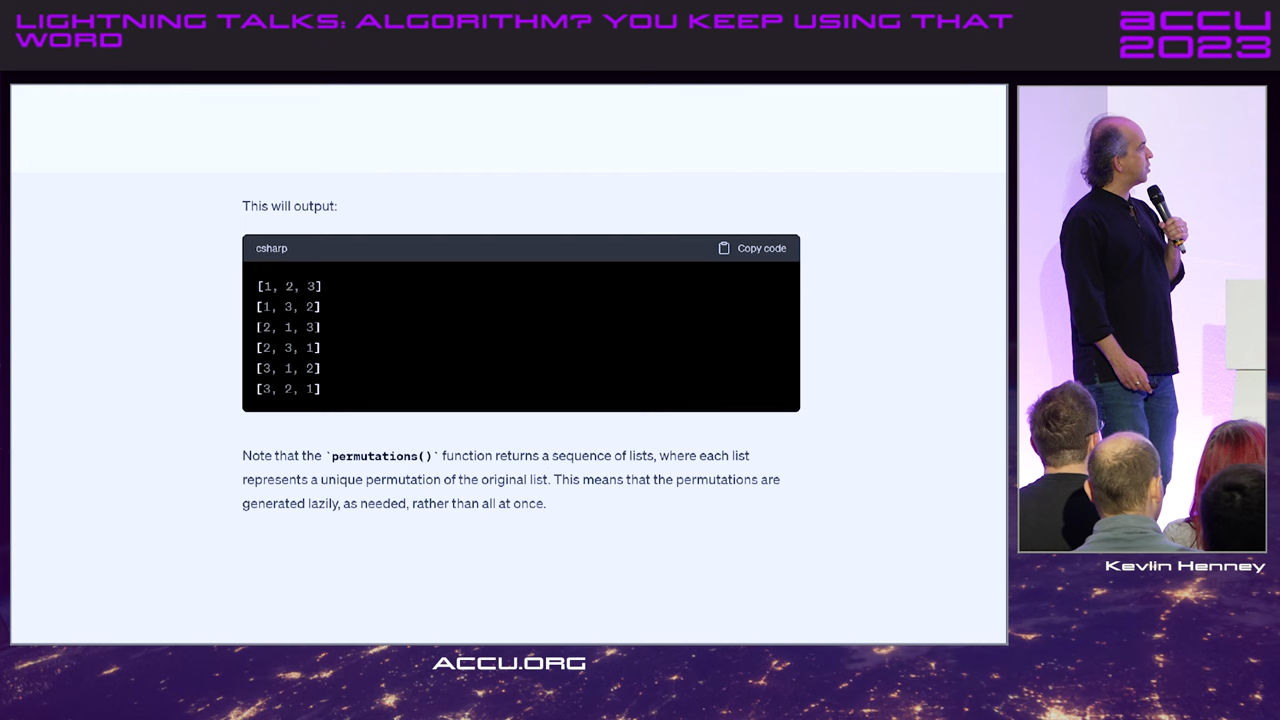 LIGHTNING TALKS: ALGORITHM? YOU KEEP USING THAT
WORD
accu
2023
This will output:
csharp
Copy code
[1, 2, 3]
[1, 3, 2]
[2, 1, 3]
[2, 3, 1]
[3, 1, 2]
[3, 2, 1]
Note that the `permutations()` function returns a sequence of lists, where each list
represents a unique permutation of the original list. This means that the permutations are
generated lazily, as needed, rather than all at once.
Kevlin Henney
ACCU.ORG